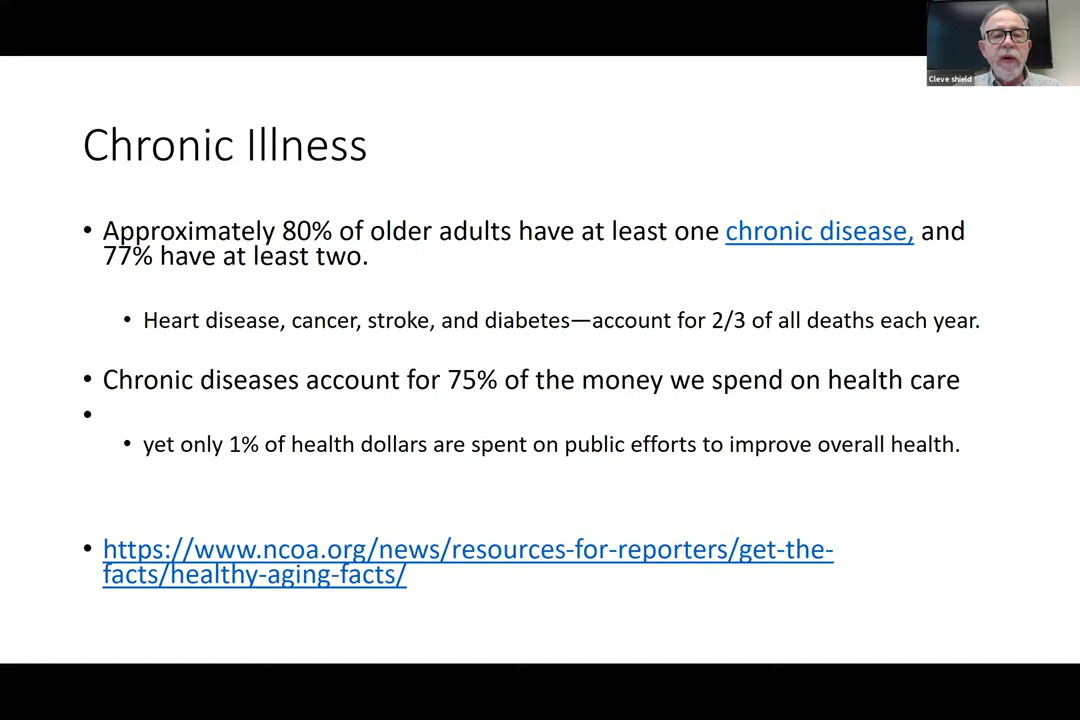 Cleve shield
Chronic Illness
• Approximately 80% of older adults have at least one chronic disease, and
77% have at least two.
• Heart disease, cancer, stroke, and diabetes—account for 2/3 of all deaths each year.
• Chronic diseases account for 75% of the money we spend on health care
•
• yet only 1% of health dollars are spent on public efforts to improve overall health.
• https://www.ncoa.org/news/resources-for-reporters/get-the-
facts/healthy-aging-facts/